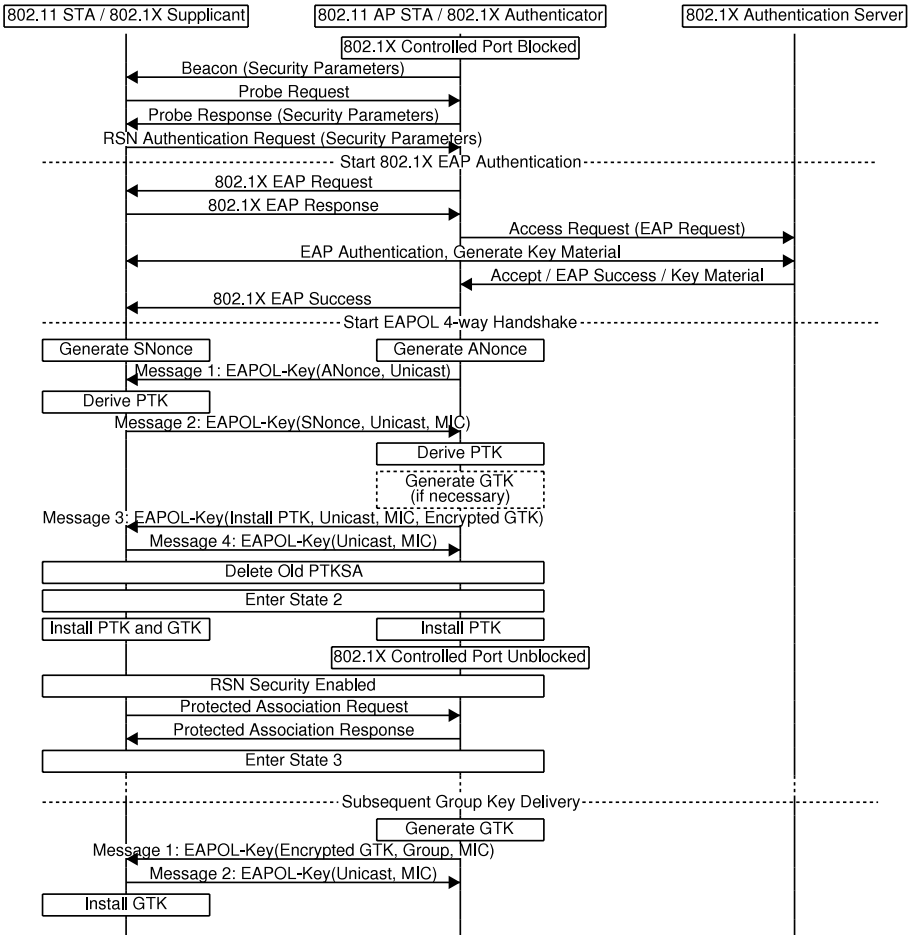 802.11 STA / 802.1X Supplicant
802.11 AP STA / 802.1X Authenticator
802.1X Authentication Server
802.1X Controlled Port Blocked
Beacon (Security Parameters)
Probe Request
Probe Response (Security Parameters)
RSN Authentication Request (Security Parameters)
Start 802.1X EAP Authentication
802.1X EAP Request
802.1X EAP Response
Access Request (EAP Request)
EAP Authentication, Generate Key Material
Accept / EAP Success / Key Material
802.1X EAP Success
Start EAPOL 4-way Handshake
Generate SNonce
Generate ANonce
Message 1: EAPOL-Key(ANonce, Unicast)
Derive PTK
Message 2: EAPOL-Key(SNonce, Unicast, MIC)
Derive PTK
Generate GTK
(if necessary)
Message 3: EAPOL-Key(Install PTK, Unicast, MIC, Encrypted GTK)
Message 4: EAPOL-Key(Unicast, MIC)
Delete Old PTKSA
Enter State 2
Install PTK and GTK
Install PTK
802.1X Controlled Port Unblocked
RSN Security Enabled
Protected Association Request
Protected Association Response
Enter State 3
Subsequent Group Key Delivery
Generate GTK
Message 1: EAPOL-Key(Encrypted GTK, Group, MIC)
Message 2: EAPOL-Key(Unicast, MIC)
Install GTK